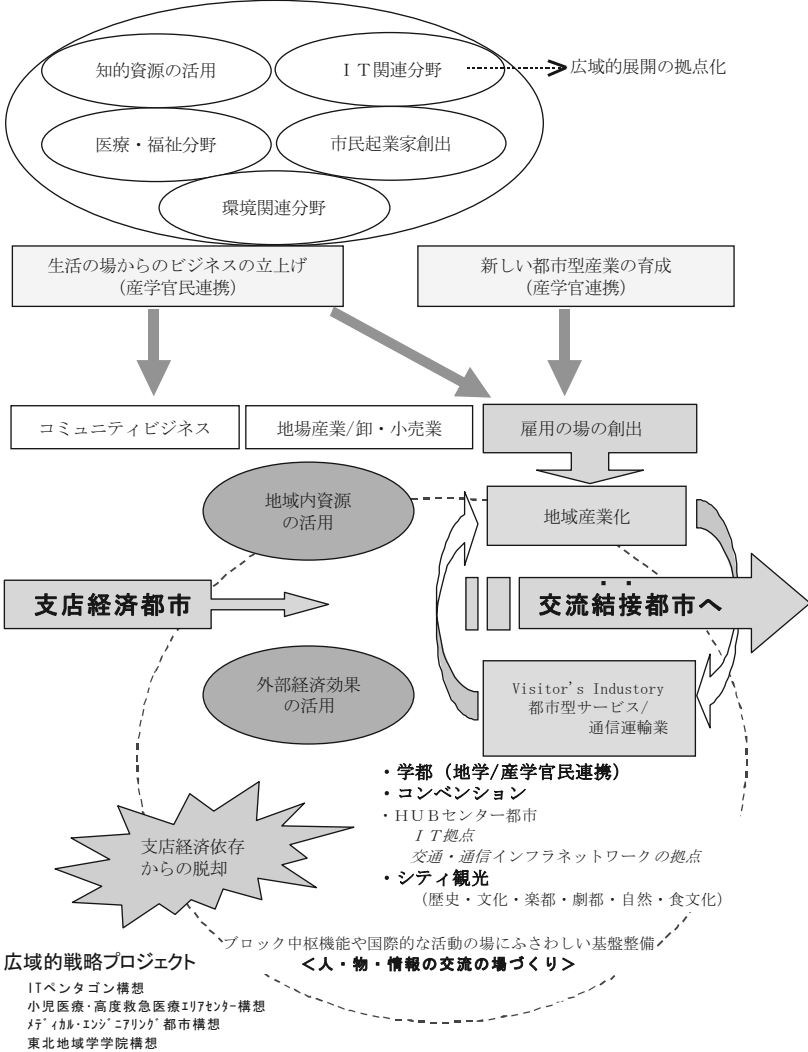 知的資源の活用
ＩＴ関連分野
広域的展開の拠点化
医療・福祉分野
市民起業家創出
環境関連分野
生活の場からのビジネスの立上げ
(産学官民連携)
新しい都市型産業の育成
(産学官連携)
コミュニティビジネス
地場産業/卸・小売業
雇用の場の創出
地域内資源
の活用
地域産業化
支店経済都市
交流結接都市へ
外部経済効果
の活用
Visitor's Industory
都市型サービス/
通信運輸業
・学都（地学/産学官民連携）
・コンベンション
・ＨＵＢセンター都市
ＩＴ拠点
交通・通信インフラネットワークの拠点
・シティ観光
（歴史・文化・楽都・劇都・自然・食文化）
支店経済依存
からの脱却
ブロック中枢機能や国際的な活動の場にふさわしい基盤整備
＜人・物・情報の交流の場づくり＞
広域的戦略プロジェクト
ITペンタゴン構想
小児医療・高度救急医療ｴﾘｱｾﾝﾀｰ構想
ﾒﾃﾞｨｶﾙ・ｴﾝｼﾞﾆｱﾘﾝｸﾞ都市構想
東北地域学学院構想